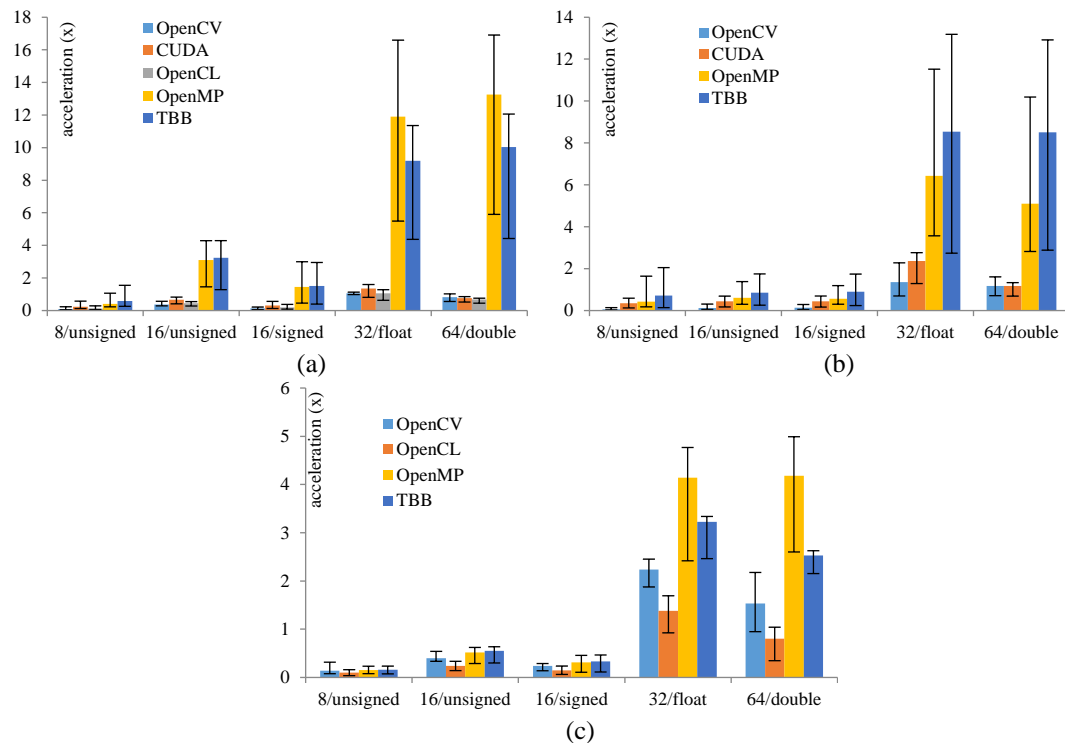 acceleration (x)
18
16
14
12
10
8
6
4
2
0
OpenCV
CUDA
OpenCL
OpenMP
TBB
8/unsigned 16/unsigned 16/signed 32/float 64/double
(a)
acceleration (x)
14
12
10
8
6
4
2
0
OpenCV
CUDA
OpenMP
TBB
8/unsigned 16/unsigned 16/signed 32/float 64/double
(b)
acceleration (x)
6
5
4
3
2
1
0
OpenCV
OpenCL
OpenMP
TBB
8/unsigned 16/unsigned 16/signed 32/float 64/double
(c)